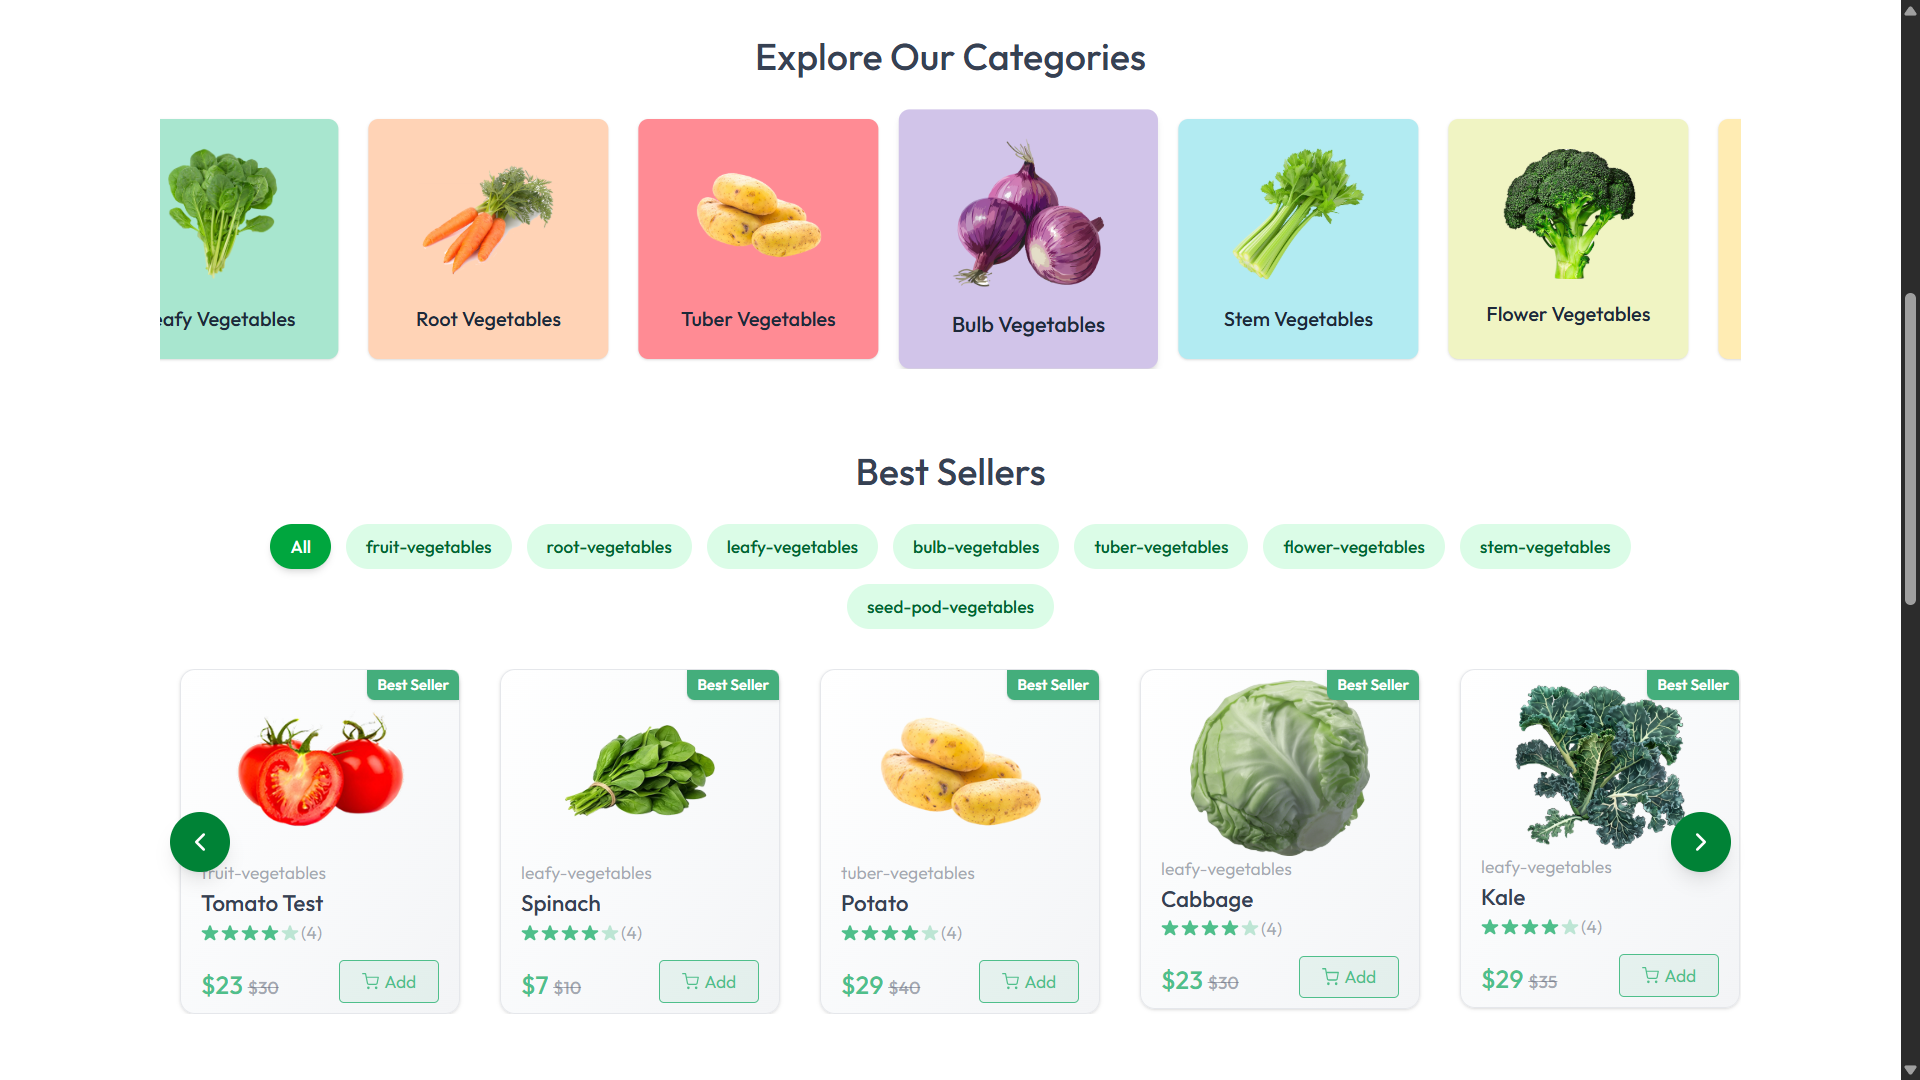 Explore Our Categories
eafy Vegetables
Root Vegetables
Tuber Vegetables
Bulb Vegetables
Stem Vegetables
Flower Vegetables
Best Sellers
All
fruit-vegetables
root-vegetables
leafy-vegetables
bulb-vegetables
tuber-vegetables
flower-vegetables
stem-vegetables
seed-pod-vegetables
Best Seller
fruit-vegetables
Tomato Test
(4)
$23 $30
Add
Best Seller
leafy-vegetables
Spinach
(4)
$7 $10
Add
Best Seller
tuber-vegetables
Potato
(4)
$29 $40
Add
Best Seller
leafy-vegetables
Cabbage
(4)
$23 $30
Add
Best Seller
leafy-vegetables
Kale
(4)
$29 $35
Add